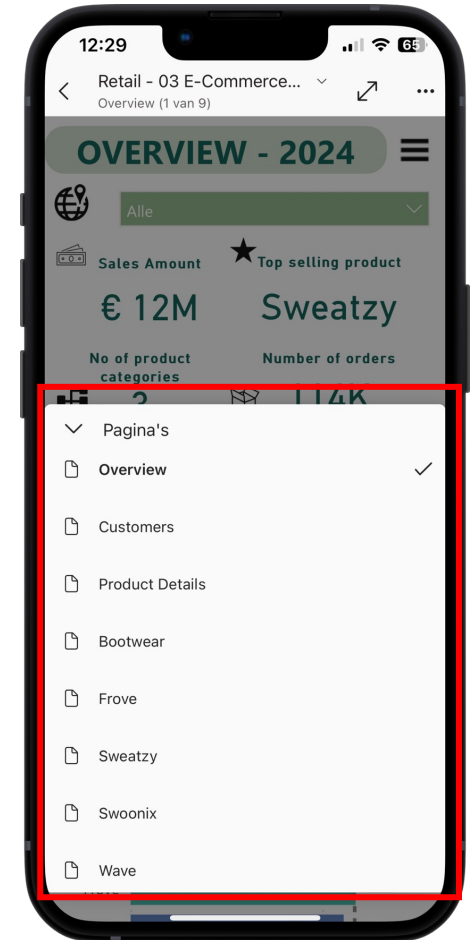 12:29
65
Retail - 03 E-Commerce...
Overview (1 van 9)
OVERVIEW - 2024
Alle
Sales Amount
Top selling product
€ 12M
Sweatzy
No of product
categories
Number of orders
114K
Pagina's
Overview
Customers
Product Details
Bootwear
Frove
Sweatzy
Swoonix
Wave